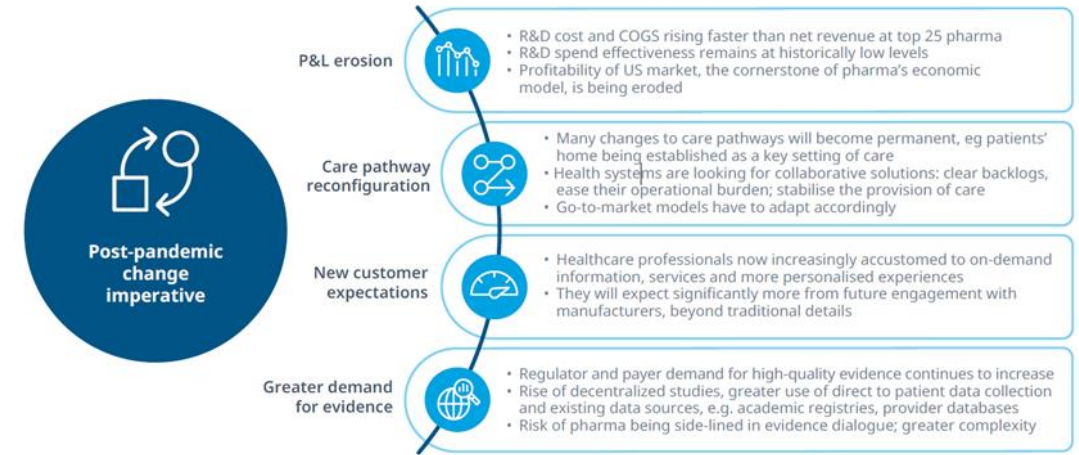 Post-pandemic
change
imperative
P&L erosion
• R&D cost and COGS rising faster than net revenue at top 25 pharma
• R&D spend effectiveness remains at historically low levels
• Profitability of US market, the cornerstone of pharma's economic
model, is being eroded
Care pathway
reconfiguration
• Many changes to care pathways will become permanent, eg patients'
home being established as a key setting of care
• Health systems are looking for collaborative solutions: clear backlogs,
ease their operational burden; stabilise the provision of care
• Go-to-market models have to adapt accordingly
New customer
expectations
• Healthcare professionals now increasingly accustomed to on-demand
information, services and more personalised experiences
• They will expect significantly more from future engagement with
manufacturers, beyond traditional details
Greater demand
for evidence
• Regulator and payer demand for high-quality evidence continues to increase
• Rise of decentralized studies, greater use of direct to patient data collection
and existing data sources, e.g. academic registries, provider databases
• Risk of pharma being side-lined in evidence dialogue; greater complexity